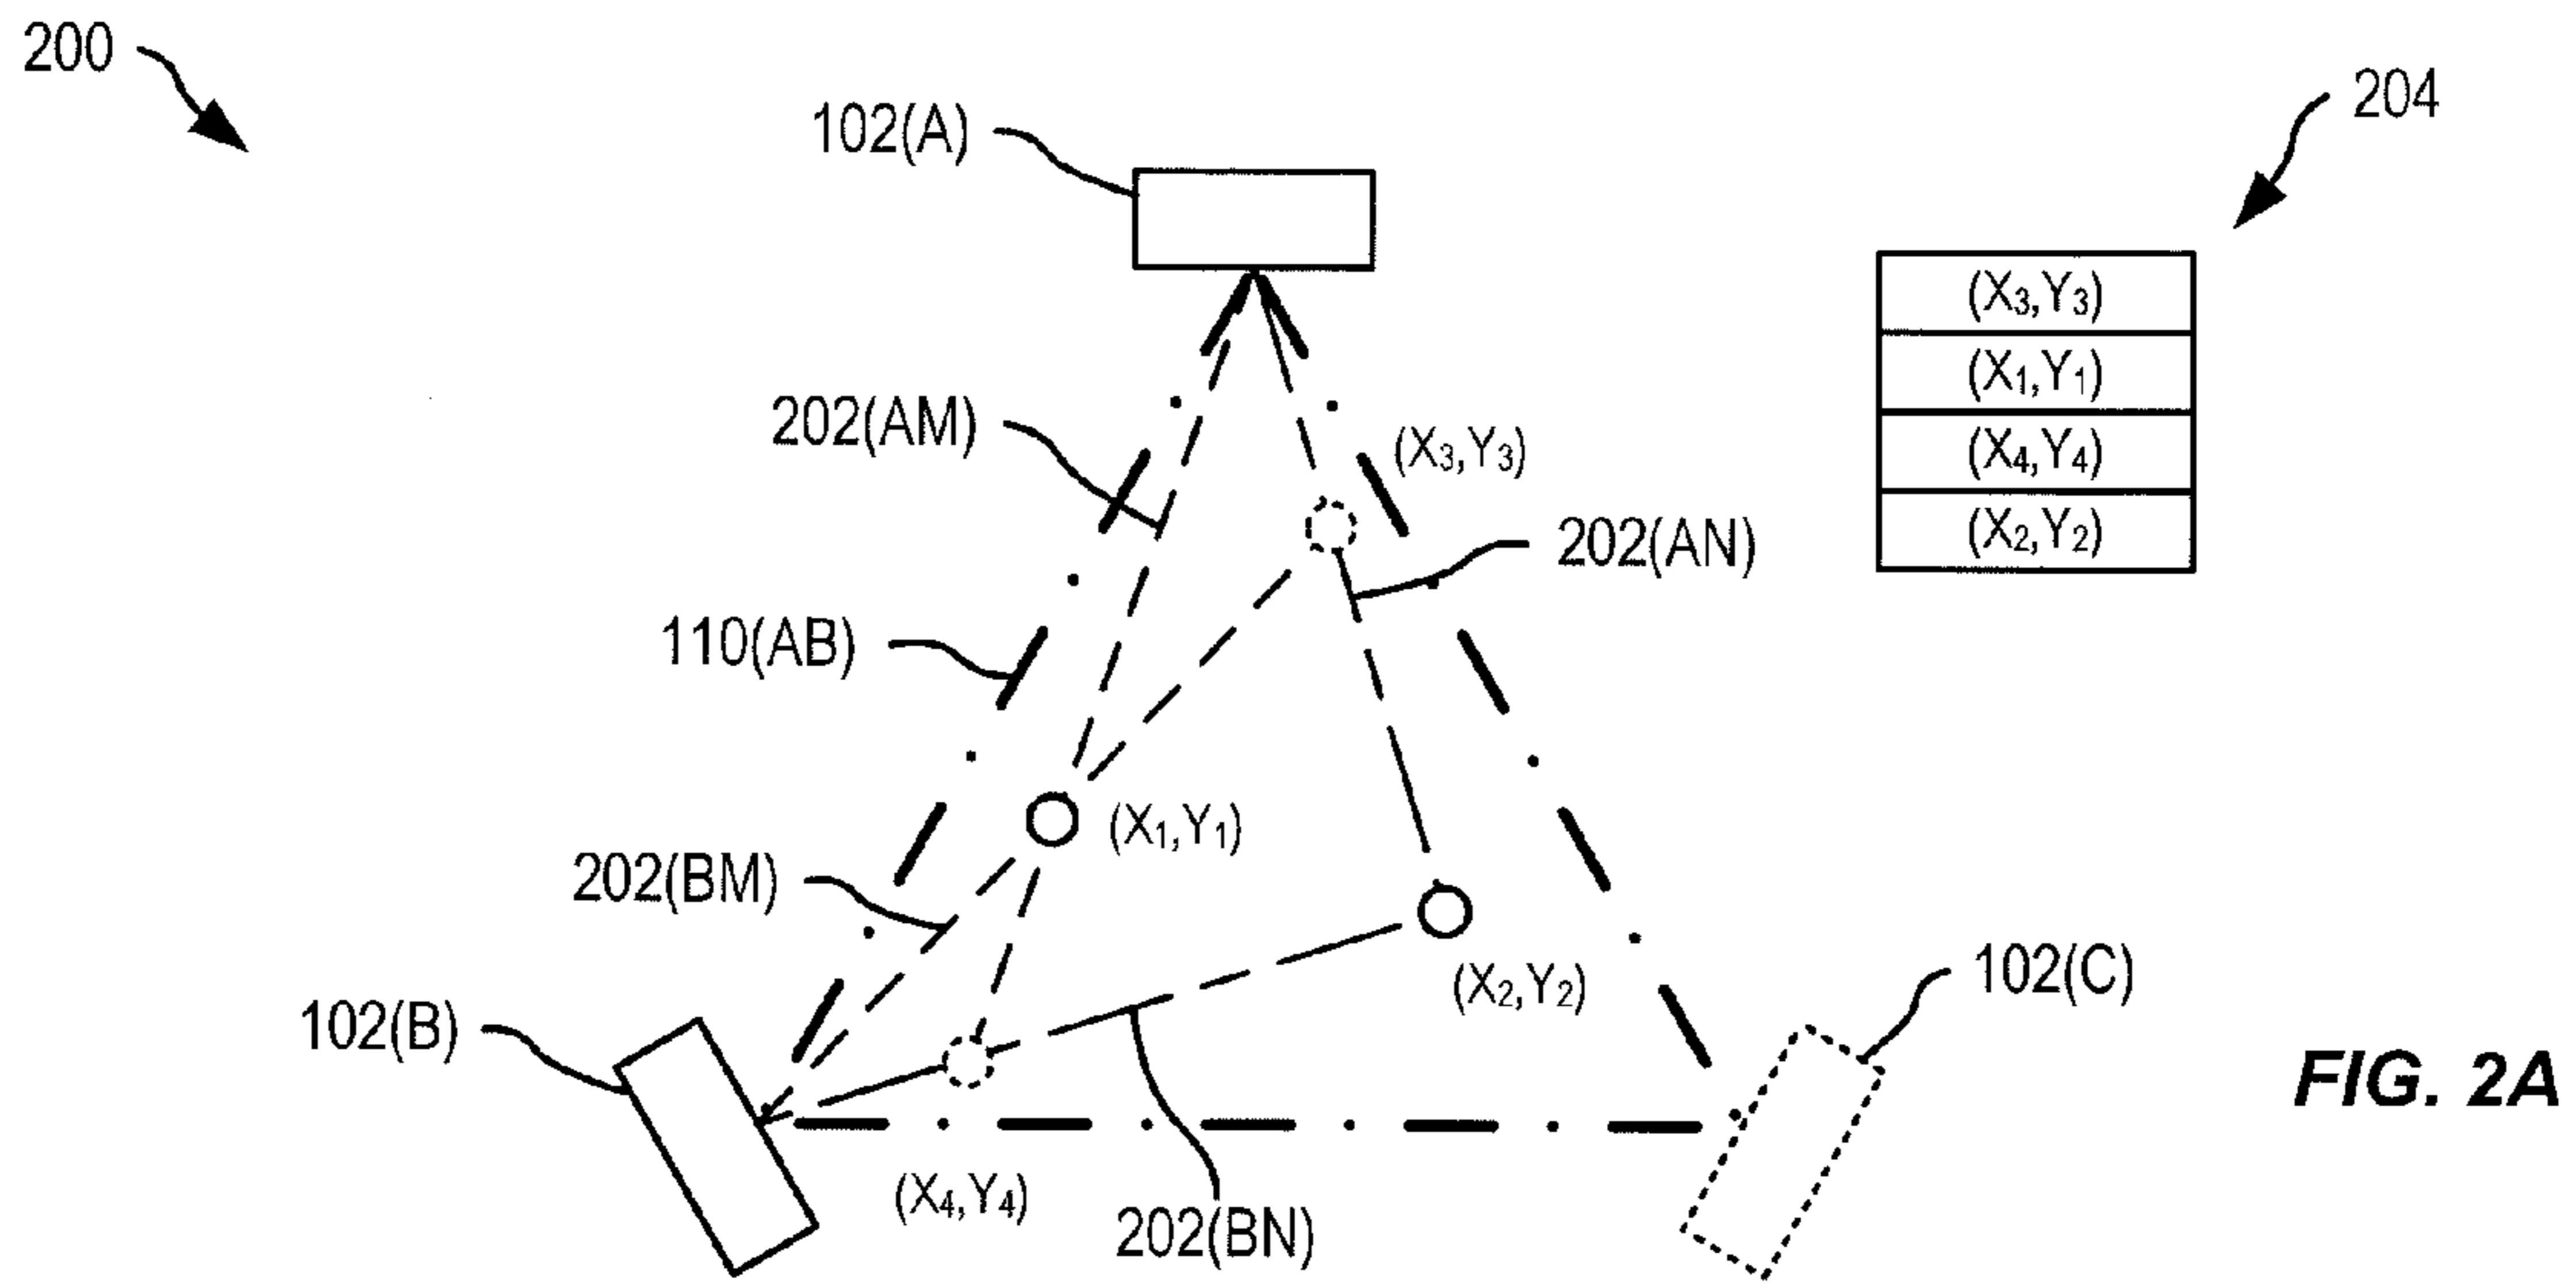 200
204
102(A)
(X3,Y3)
(X1,Y1)
(X4,Y4)
(X2,Y2)
202(AM)
(X3,Y3)
202(AN)
110(AB)
(X1,Y1)
202(BM)
(X2,Y2)
102(C)
102(B)
FIG. 2A
(X4,Y4)
202(BN)